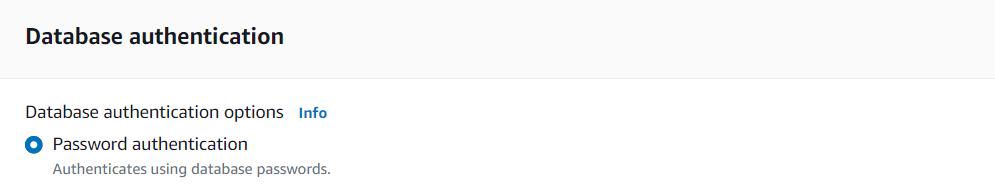 Database authentication
Database authentication options Info
Password authentication
Authenticates using database passwords.